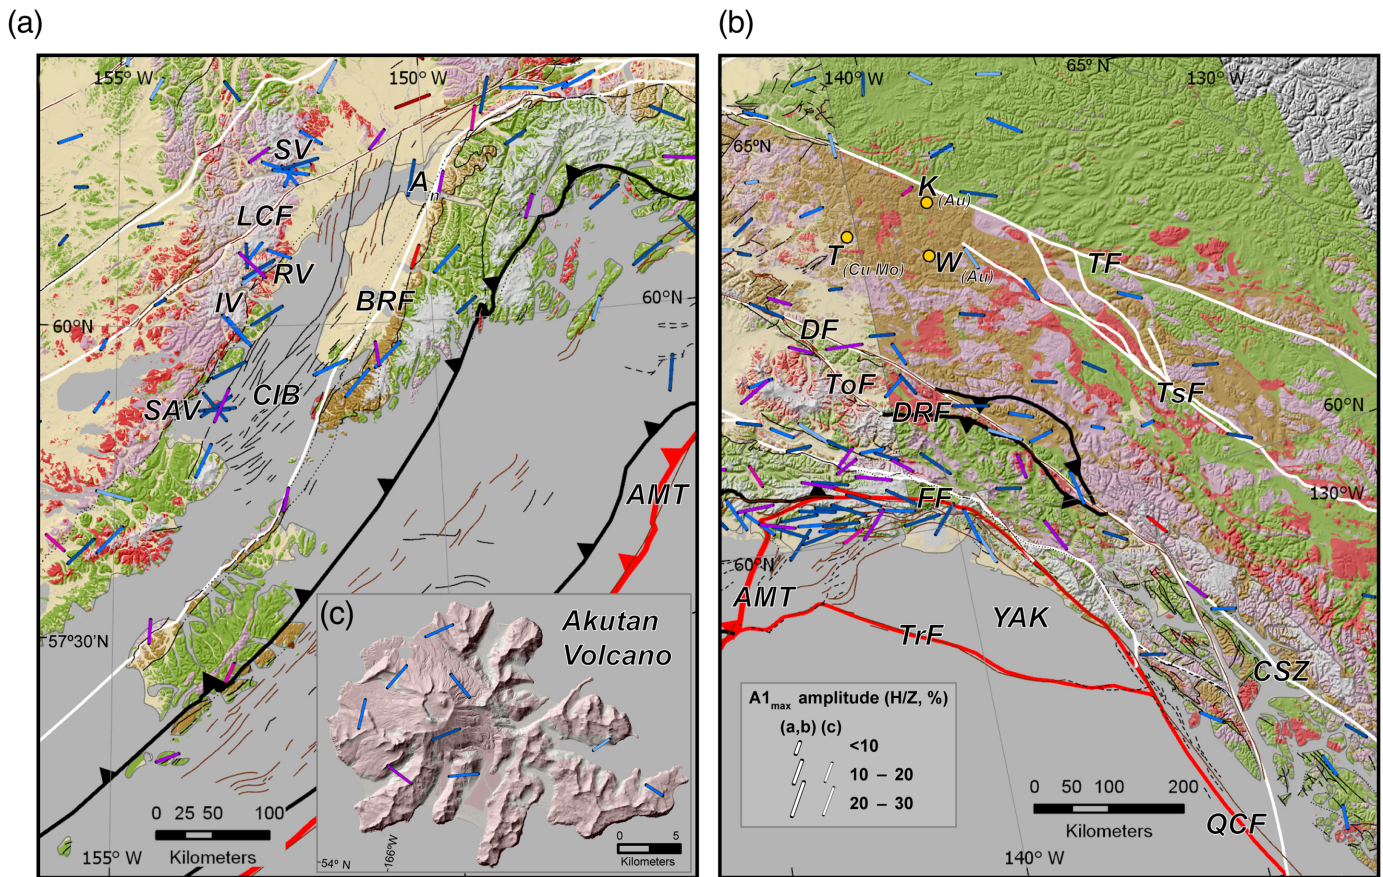 (a)
155° W
150° W
SV
An
LCF
RV
IV
BRF
60°N
60°N
CIB
SAV
AMT
57°30'N
(c)
Akutan
Volcano
0 25 50 100
Kilometers
155° W
54° N
166°W
0 5
Kilometers
(b)
140° W
65° N
130° W
65°N
K
(Au)
T
(Cu Mo)
W
(Au)
TF
DF
ToF
DRF
TsF
60°N
130°W
FF
60°N
AMT
YAK
TrF
CSZ
A1max amplitude (H/Z, %)
(a,b) (c)
<10
10 – 20
20 – 30
0 50 100 200
Kilometers
QCF
140° W